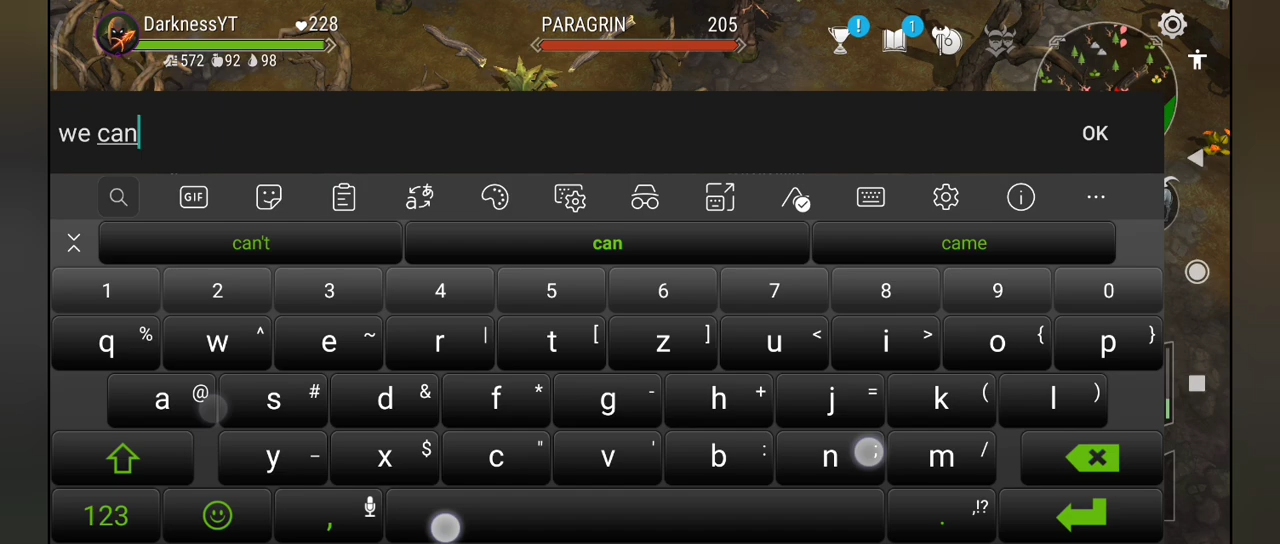 DarknessYT 228
572 92 98
PARAGRIN 205
! 1
we can OK
GIF
can't can came
1 2 3 4 5 6 7 8 9 0
q % w ^ e ~ r | t [ z ] u < i > o { p }
a @ s # d & f * g - h + j = k ( l )
y _ x $ c " v ' b : n ; m /
123 , . ,!?